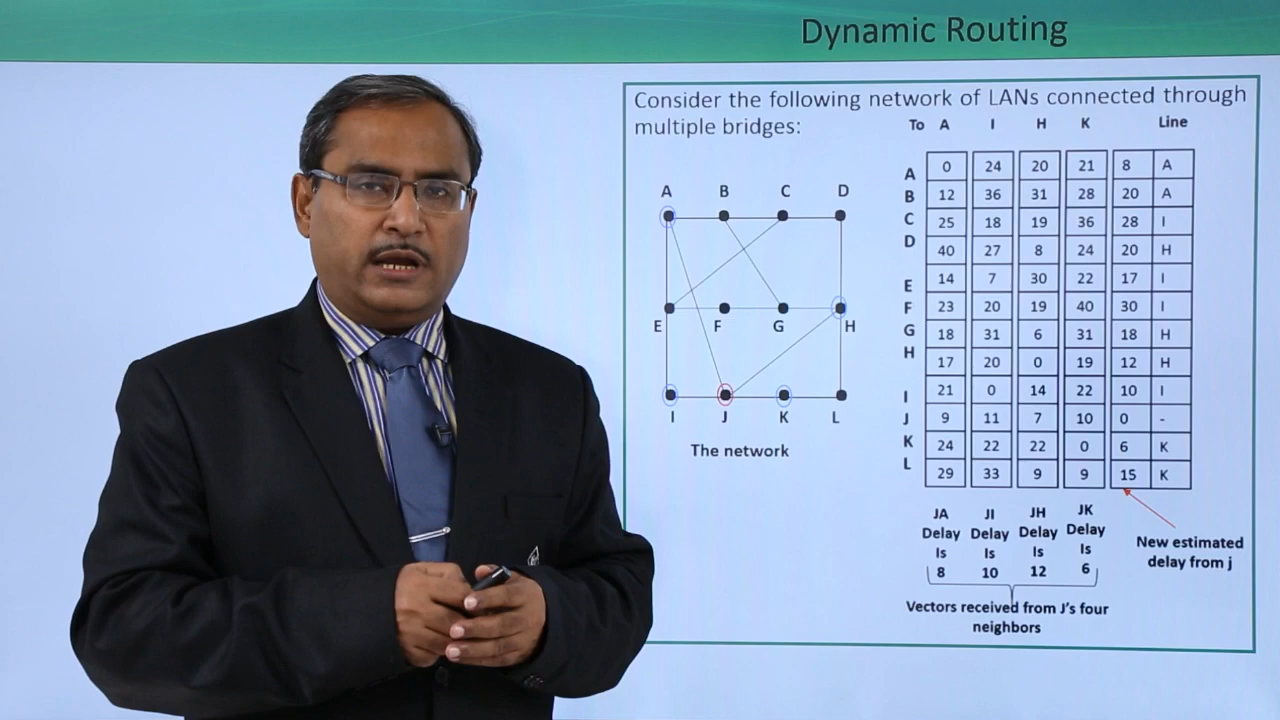 Dynamic Routing
Consider the following network of LANs connected through
multiple bridges:
A B C D
E F G H
I J K L
The network
To A I H K Line
A 0 24 20 21 8 A
B 12 36 31 28 20 A
C 25 18 19 36 28 I
D 40 27 8 24 20 H
E 14 7 30 22 17 I
F 23 20 19 40 30 I
G 18 31 6 31 18 H
H 17 20 0 19 12 H
I 21 0 14 22 10 I
J 9 11 7 10 0 -
K 24 22 22 0 6 K
L 29 33 9 9 15 K
JA JI JH JK
Delay Delay Delay Delay
Is Is Is Is
8 10 12 6
New estimated
delay from j
Vectors received from J’s four
neighbors